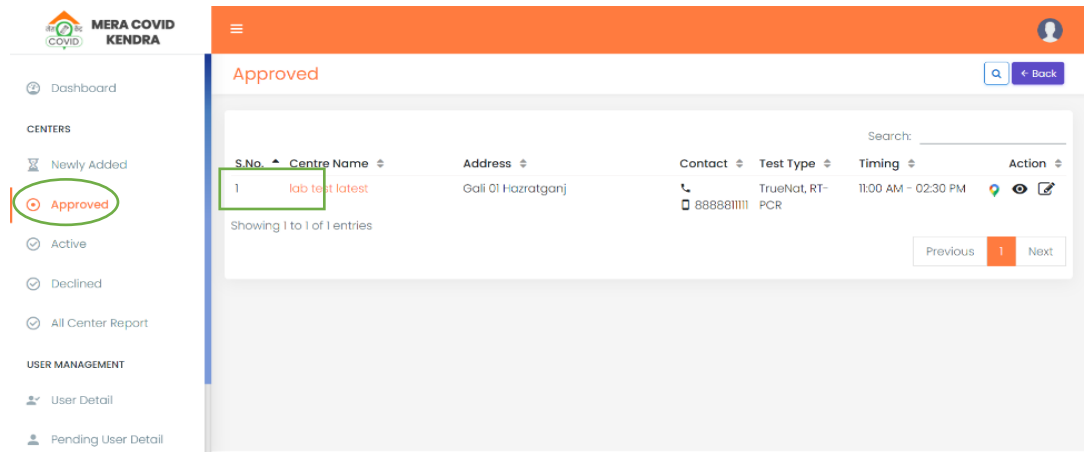 MERA COVID
KENDRA
COVID
Dashboard
CENTERS
Newly Added
Approved
Active
Declined
All Center Report
USER MANAGEMENT
User Detail
Pending User Detail
Approved
← Back
Search:
S.No. Centre Name Address Contact Test Type Timing Action
1 lab test latest Gali 01 Hazratganj TrueNat, RT- 11:00 AM - 02:30 PM
8888811111 PCR
Showing 1 to 1 of 1 entries
Previous 1 Next